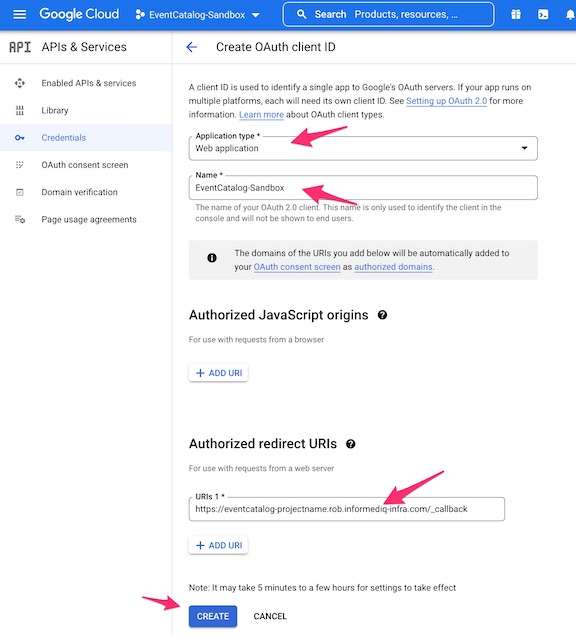 Google Cloud
EventCatalog-Sandbox
Search Products, resources, ...
API APIs & Services
Create OAuth client ID
Enabled APIs & services
Library
Credentials
OAuth consent screen
Domain verification
Page usage agreements
A client ID is used to identify a single app to Google's OAuth servers. If your app runs on
multiple platforms, each will need its own client ID. See Setting up OAuth 2.0 for more
information. Learn more about OAuth client types.
Application type *
Web application
Name *
EventCatalog-Sandbox
The name of your OAuth 2.0 client. This name is only used to identify the client in the
console and will not be shown to end users.
The domains of the URIs you add below will be automatically added to
your OAuth consent screen as authorized domains.
Authorized JavaScript origins
For use with requests from a browser
+ ADD URI
Authorized redirect URIs
For use with requests from a web server
URIs 1 *
https://eventcatalog-projectname.rob.informediq-infra.com/_callback
+ ADD URI
Note: It may take 5 minutes to a few hours for settings to take effect
CREATE
CANCEL